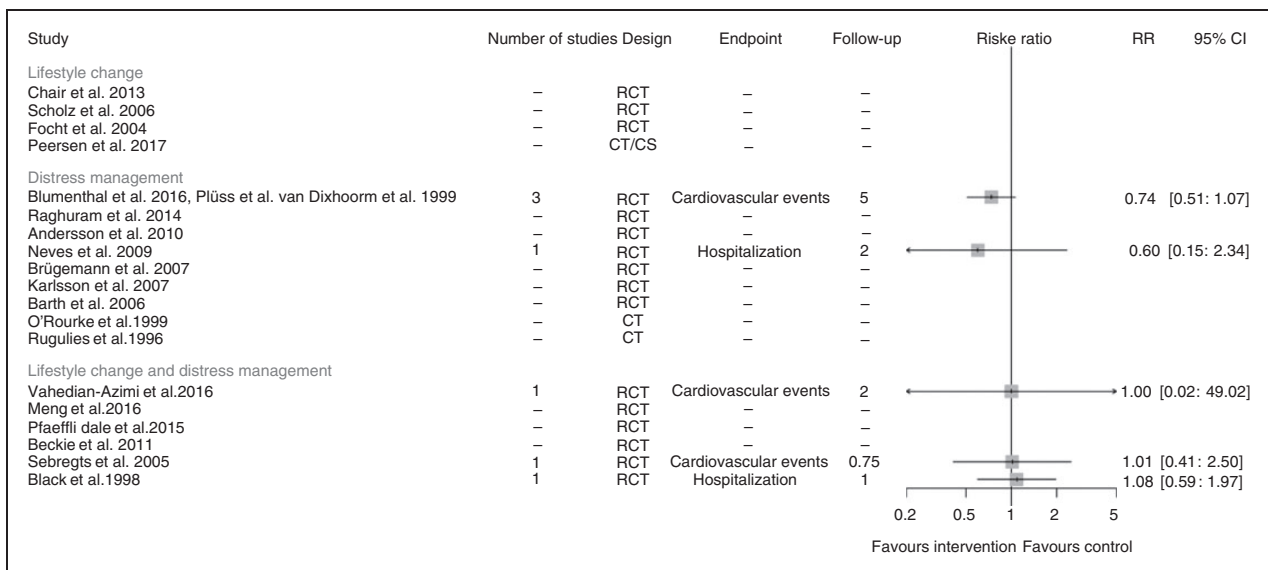 Study Number of studies Design Endpoint Follow-up Riske ratio RR 95% CI
Lifestyle change
Chair et al. 2013 – RCT – –
Scholz et al. 2006 – RCT – –
Focht et al. 2004 – RCT – –
Peersen et al. 2017 – CT/CS – –
Distress management
Blumenthal et al. 2016, Plüss et al. van Dixhoorm et al. 1999 3 RCT Cardiovascular events 5 0.74 [0.51: 1.07]
Raghuram et al. 2014 – RCT – –
Andersson et al. 2010 – RCT – –
Neves et al. 2009 1 RCT Hospitalization 2 0.60 [0.15: 2.34]
Brügemann et al. 2007 – RCT – –
Karlsson et al. 2007 – RCT – –
Barth et al. 2006 – RCT – –
O'Rourke et al.1999 – CT – –
Rugulies et al.1996 – CT – –
Lifestyle change and distress management
Vahedian-Azimi et al.2016 1 RCT Cardiovascular events 2 1.00 [0.02: 49.02]
Meng et al.2016 – RCT – –
Pfaeffli dale et al.2015 – RCT – –
Beckie et al. 2011 – RCT – –
Sebregts et al. 2005 1 RCT Cardiovascular events 0.75 1.01 [0.41: 2.50]
Black et al.1998 1 RCT Hospitalization 1 1.08 [0.59: 1.97]
0.2 0.5 1 2 5
Favours intervention Favours control